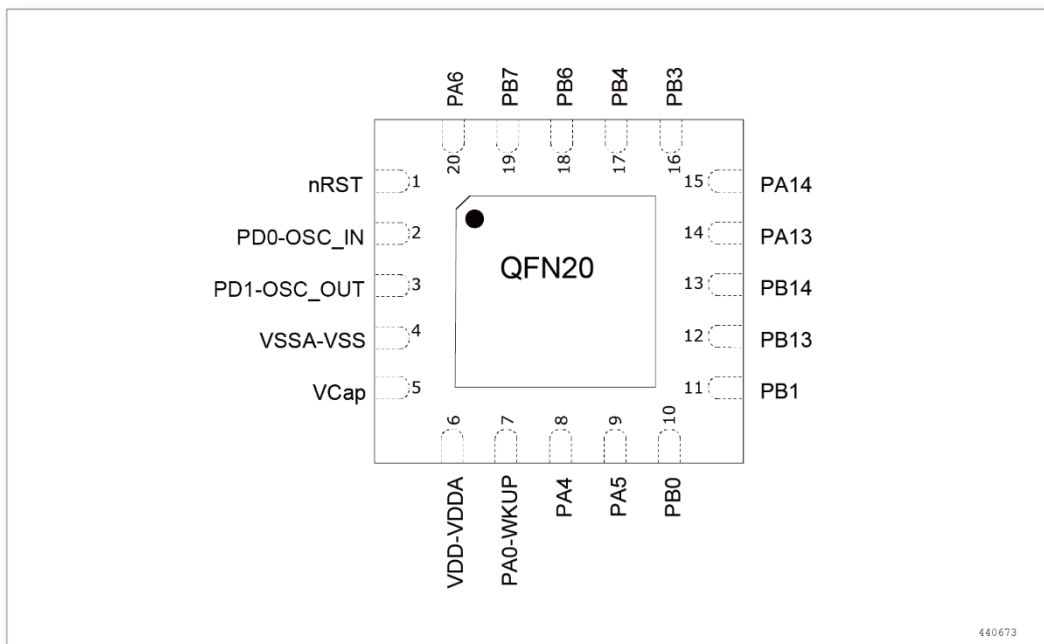 PA6 PB7 PB6 PB4 PB3
20 19 18 17 16
nRST 1
PD0-OSC_IN 2
PD1-OSC_OUT 3
VSSA-VSS 4
VCap 5
QFN20
15 PA14
14 PA13
13 PB14
12 PB13
11 PB1
6 7 8 9 10
VDD-VDDA PA0-WKUP PA4 PA5 PB0
440673